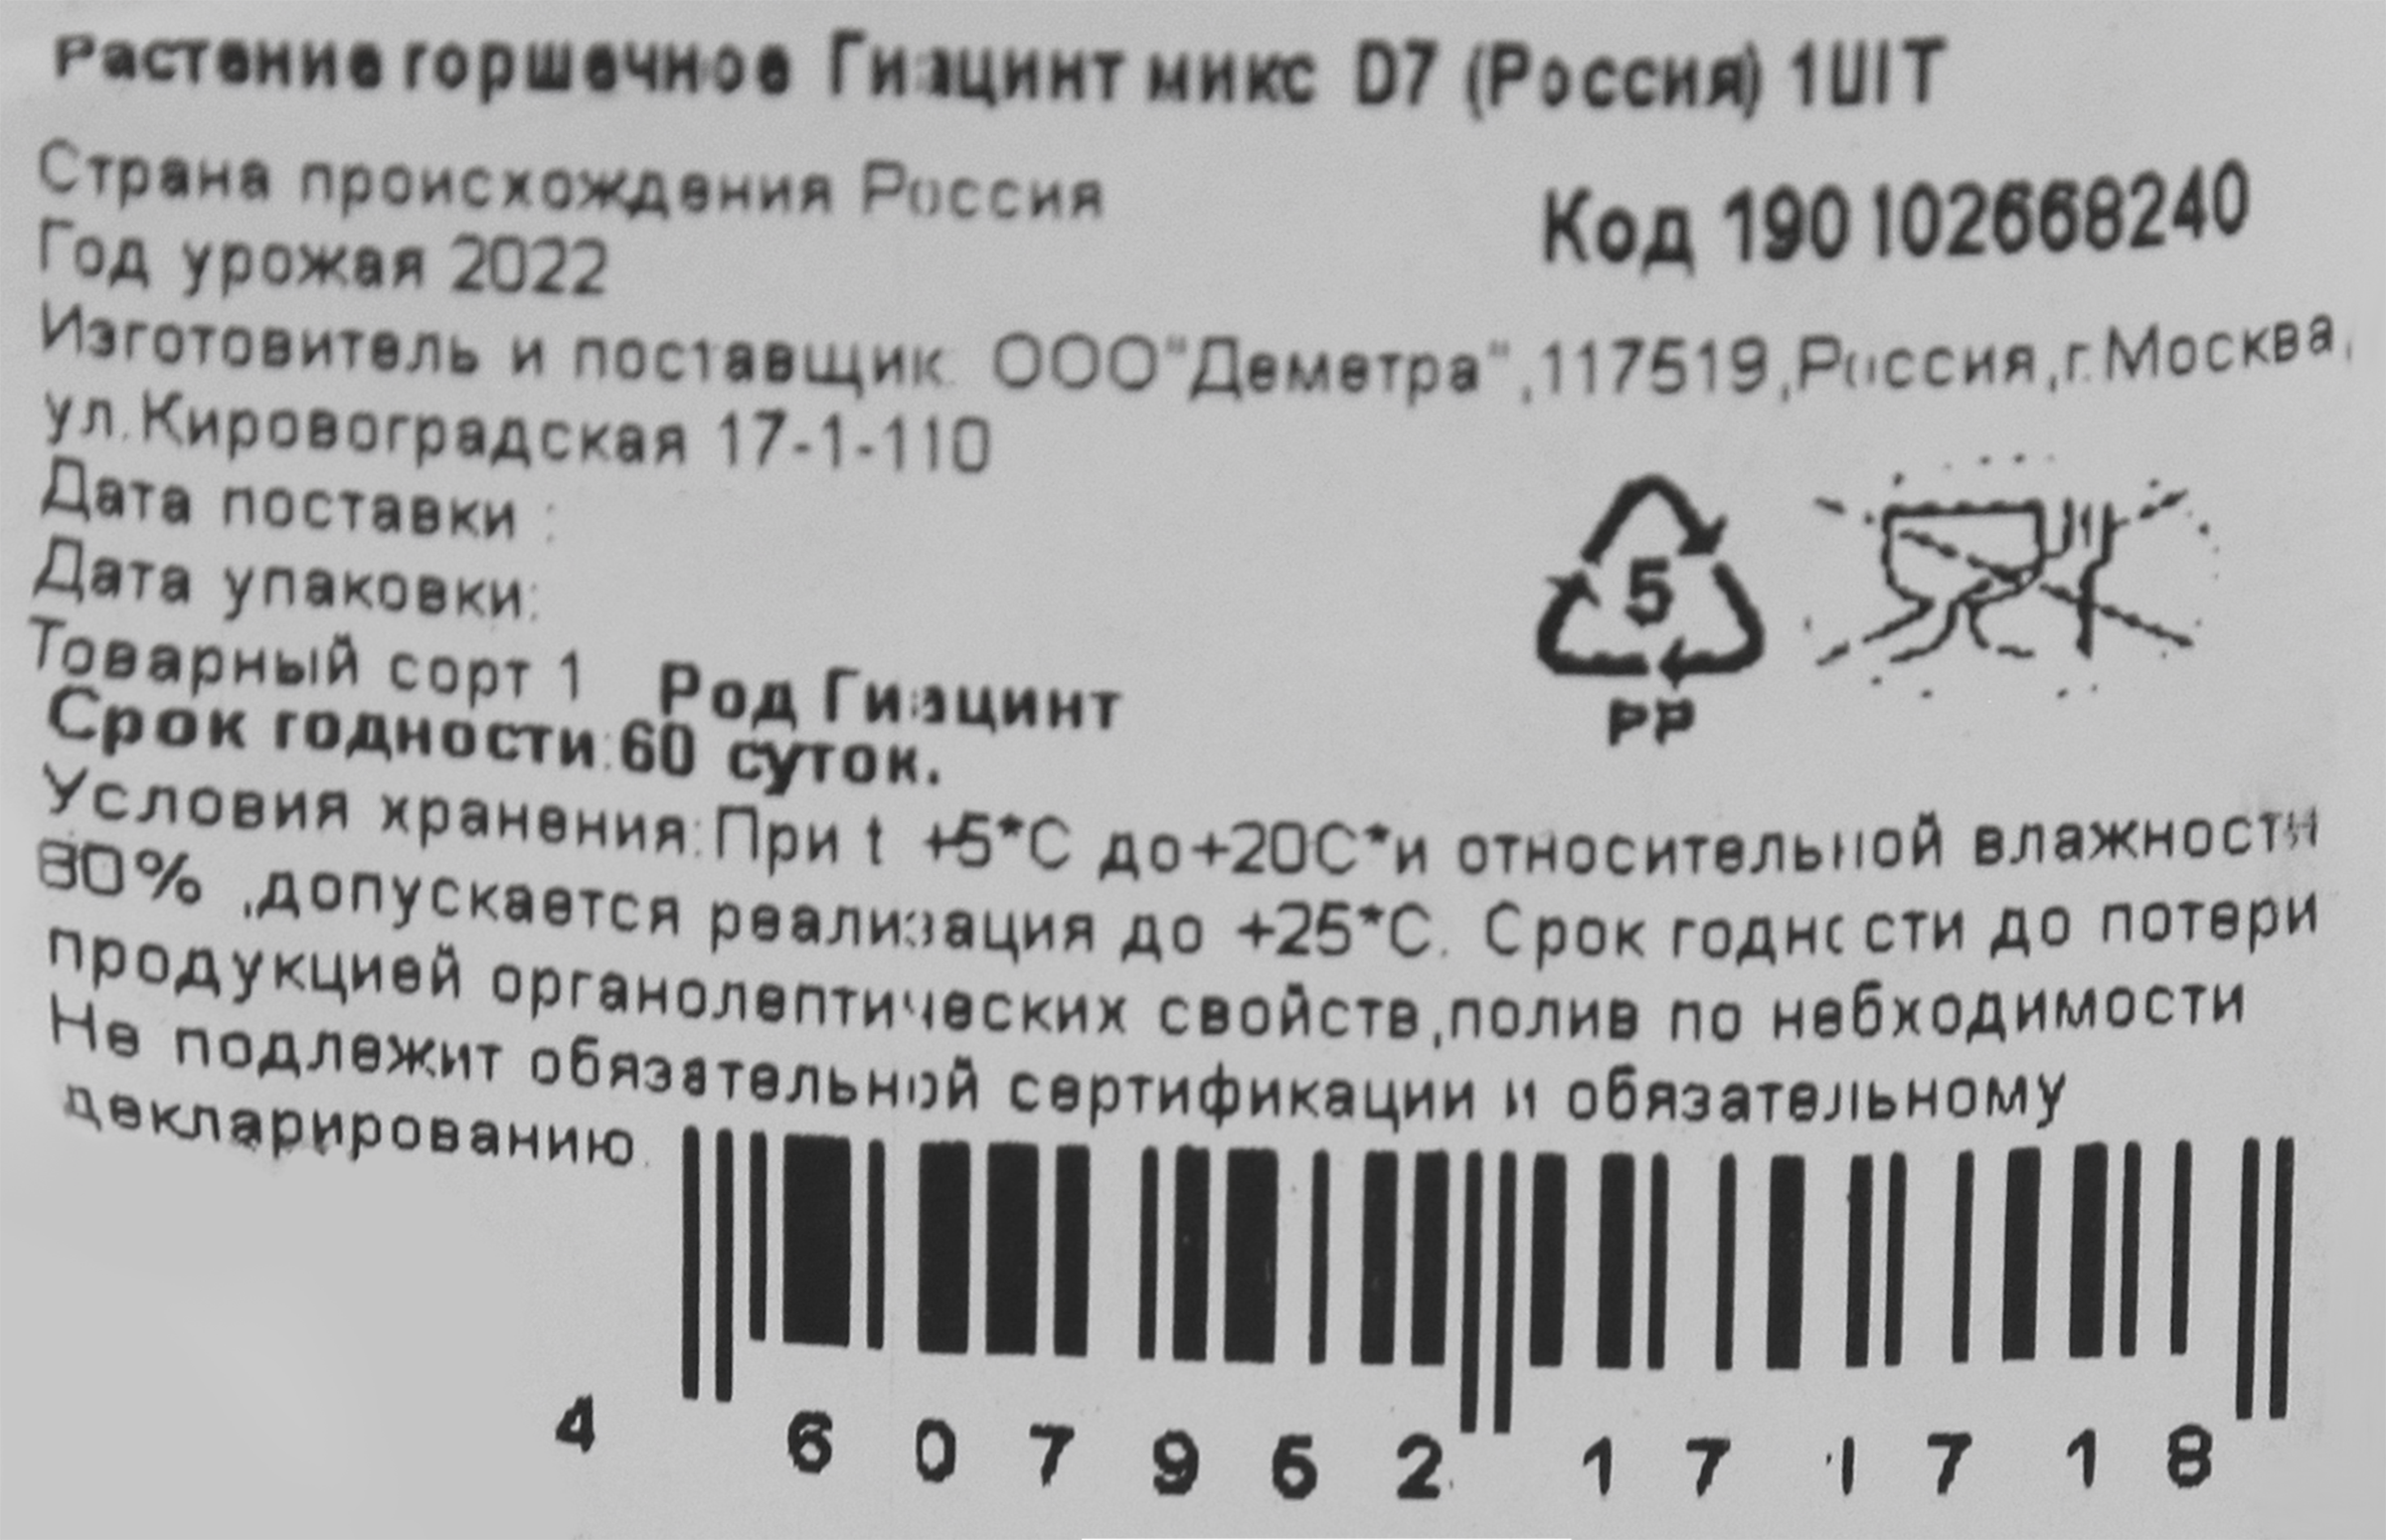 Растение горшечное Гиацинт микс D7 (Россия) 1ШТ
Страна происхождения Россия
Код 190102668240
Год урожая 2022
Изготовитель и поставщик: ООО"Деметра",117519,Россия,г.Москва,
ул.Кировоградская 17-1-110
Дата поставки :
Дата упаковки:
5
PP
Товарный сорт 1 Род Гиацинт
Срок годности:60 суток.
Условия хранения:При t +5*C до+20С*и относительной влажности
80% ,допускается реализация до +25*С. Срок годности до потери
продукцией органолептических свойств,полив по небходимости
Не подлежит обязательной сертификации и обязательному
декларированию.
4 607952 171718